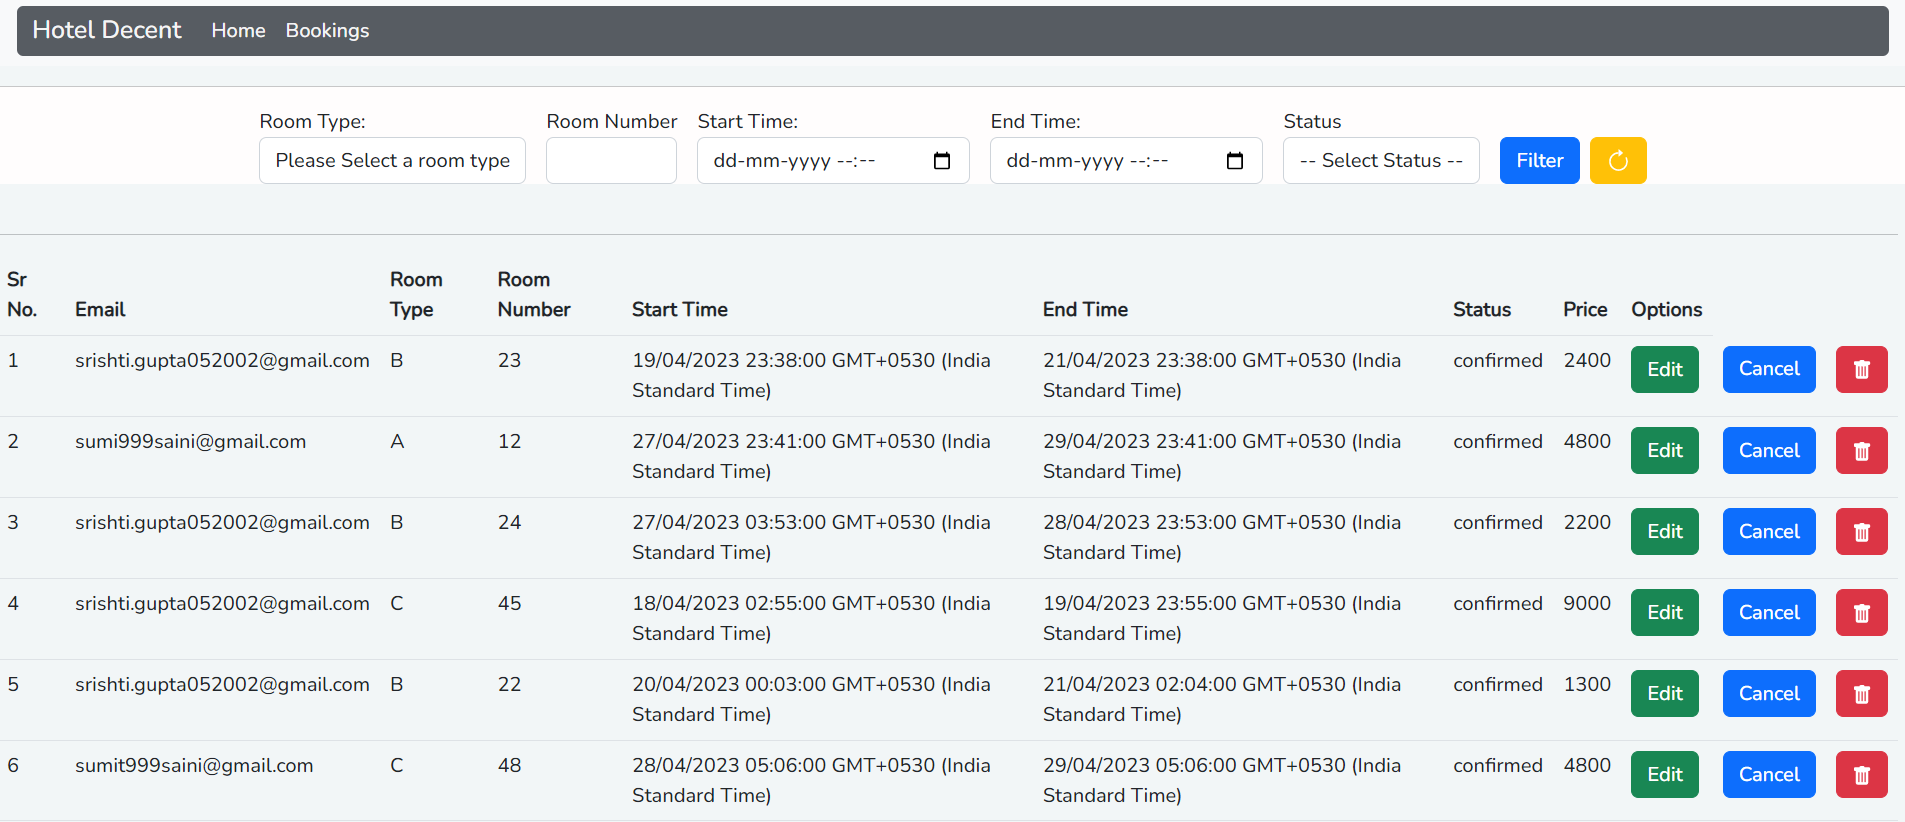 Hotel Decent Home Bookings
Room Type: Room Number Start Time: End Time: Status
Please Select a room type dd-mm-yyyy --:-- dd-mm-yyyy --:-- -- Select Status -- Filter
Sr No. Email Room Type Room Number Start Time End Time Status Price Options
1 srishti.gupta052002@gmail.com B 23 19/04/2023 23:38:00 GMT+0530 (India 21/04/2023 23:38:00 GMT+0530 (India confirmed 2400 Edit Cancel
Standard Time) Standard Time)
2 sumi999saini@gmail.com A 12 27/04/2023 23:41:00 GMT+0530 (India 29/04/2023 23:41:00 GMT+0530 (India confirmed 4800 Edit Cancel
Standard Time) Standard Time)
3 srishti.gupta052002@gmail.com B 24 27/04/2023 03:53:00 GMT+0530 (India 28/04/2023 23:53:00 GMT+0530 (India confirmed 2200 Edit Cancel
Standard Time) Standard Time)
4 srishti.gupta052002@gmail.com C 45 18/04/2023 02:55:00 GMT+0530 (India 19/04/2023 23:55:00 GMT+0530 (India confirmed 9000 Edit Cancel
Standard Time) Standard Time)
5 srishti.gupta052002@gmail.com B 22 20/04/2023 00:03:00 GMT+0530 (India 21/04/2023 02:04:00 GMT+0530 (India confirmed 1300 Edit Cancel
Standard Time) Standard Time)
6 sumit999saini@gmail.com C 48 28/04/2023 05:06:00 GMT+0530 (India 29/04/2023 05:06:00 GMT+0530 (India confirmed 4800 Edit Cancel
Standard Time) Standard Time)